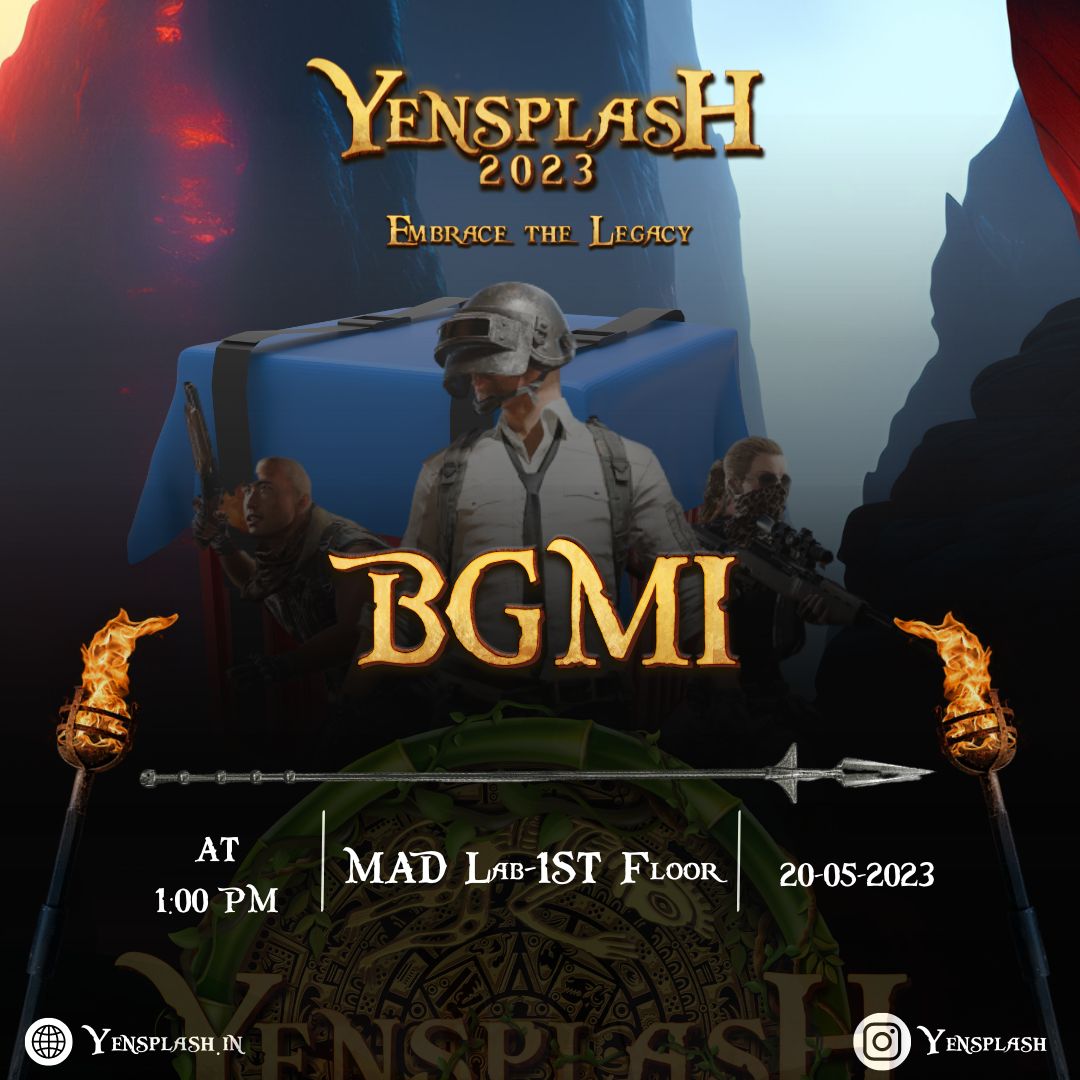 YENSPLASH
2023
EMBRACE THE LEGACY
BGMI
AT
1:00 PM
MAD LAB-1ST FLOOR
20-05-2023
YENSPLASH
YENSPLASH.IN
YENSPLASH